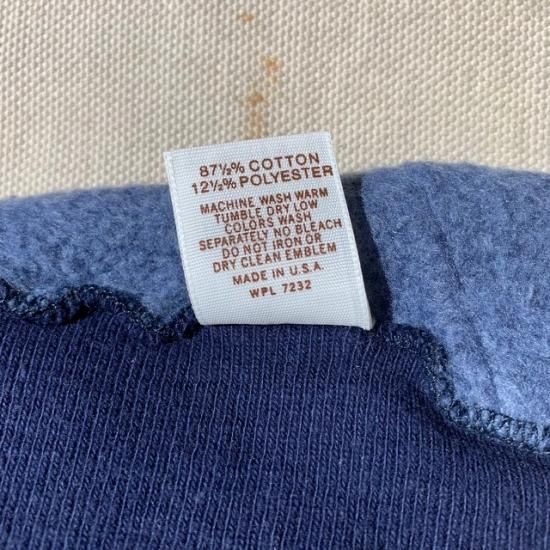 87½% COTTON
12½% POLYESTER
MACHINE WASH WARM
TUMBLE DRY LOW
COLORS WASH
SEPARATELY NO BLEACH
DO NOT IRON OR
DRY CLEAN EMBLEM
MADE IN U.S.A.
WPL 7232